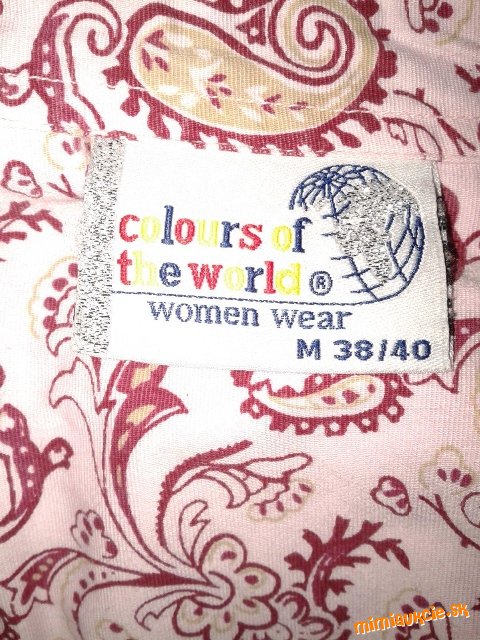 colours of
the world ®
women wear
M 38/40
mimiaukcie.sk